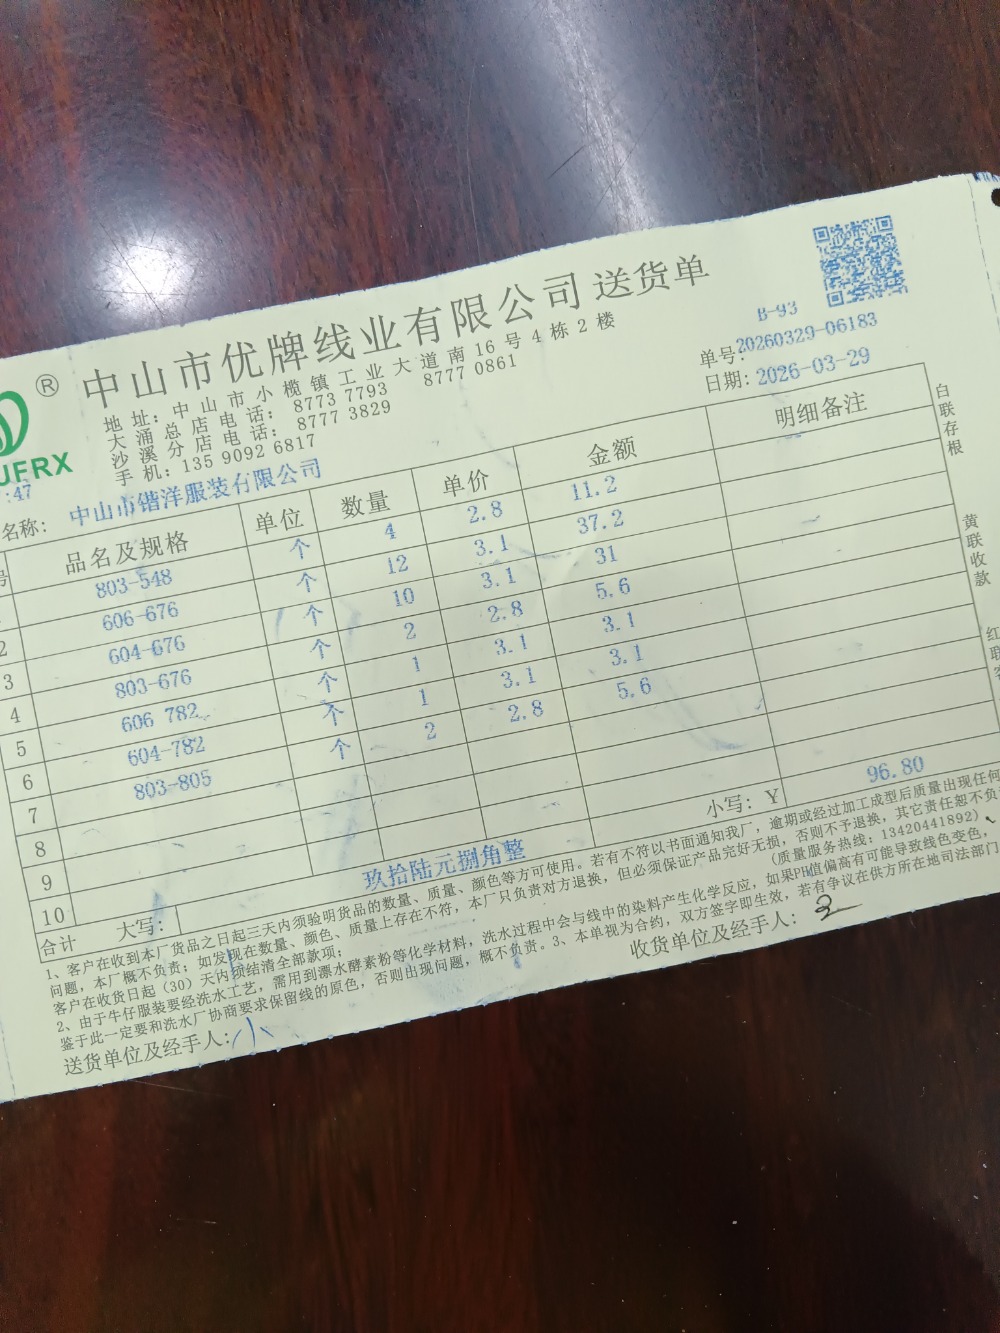 中山市优牌线业有限公司 送货单
®
UFRX
地址：中山市小榄镇工业大道南16号4栋2楼
大涌总店电话：8773 7793 8777 0861
沙溪分店电话：8777 3829
手机：135 9092 6817
B-93
单号：20260329-06183
日期：2026-03-29
:47
名称：中山市锴洋服装有限公司
号 品名及规格 单位 数量 单价 金额 明细备注
803-548 个 4 2.8 11.2
2 606-676 个 12 3.1 37.2
3 604-676 个 10 3.1 31
4 803-676 个 2 2.8 5.6
5 606 782 个 1 3.1 3.1
6 604-782 个 1 3.1 3.1
7 803-805 个 2 2.8 5.6
8
9
10
合计 大写：玖拾陆元捌角整 小写：Y 96.80
1、客户在收到本厂货品之日起三天内须验明货品的数量、质量、颜色等方可使用。若有不符以书面通知我厂，逾期或经过加工成型后质量出现任何
问题，本厂概不负责；如发现在数量、颜色、质量上存在不符，本厂只负责对方退换，但必须保证产品完好无损，否则不予退换，其它责任恕不负责
客户在收货日起（30）天内须结清全部款项；（质量服务热线：13420441892）
2、由于牛仔服装要经洗水工艺，需用到漂水酵素粉等化学材料，洗水过程中会与线中的染料产生化学反应，如果PH值偏高有可能导致线色变色，
鉴于此一定要和洗水厂协商要求保留线的原色，否则出现问题，概不负责。3、本单视为合约，双方签字即生效，若有争议在供方所在地司法部门
送货单位及经手人：小 收货单位及经手人：
白联存根
黄联收款
红联客